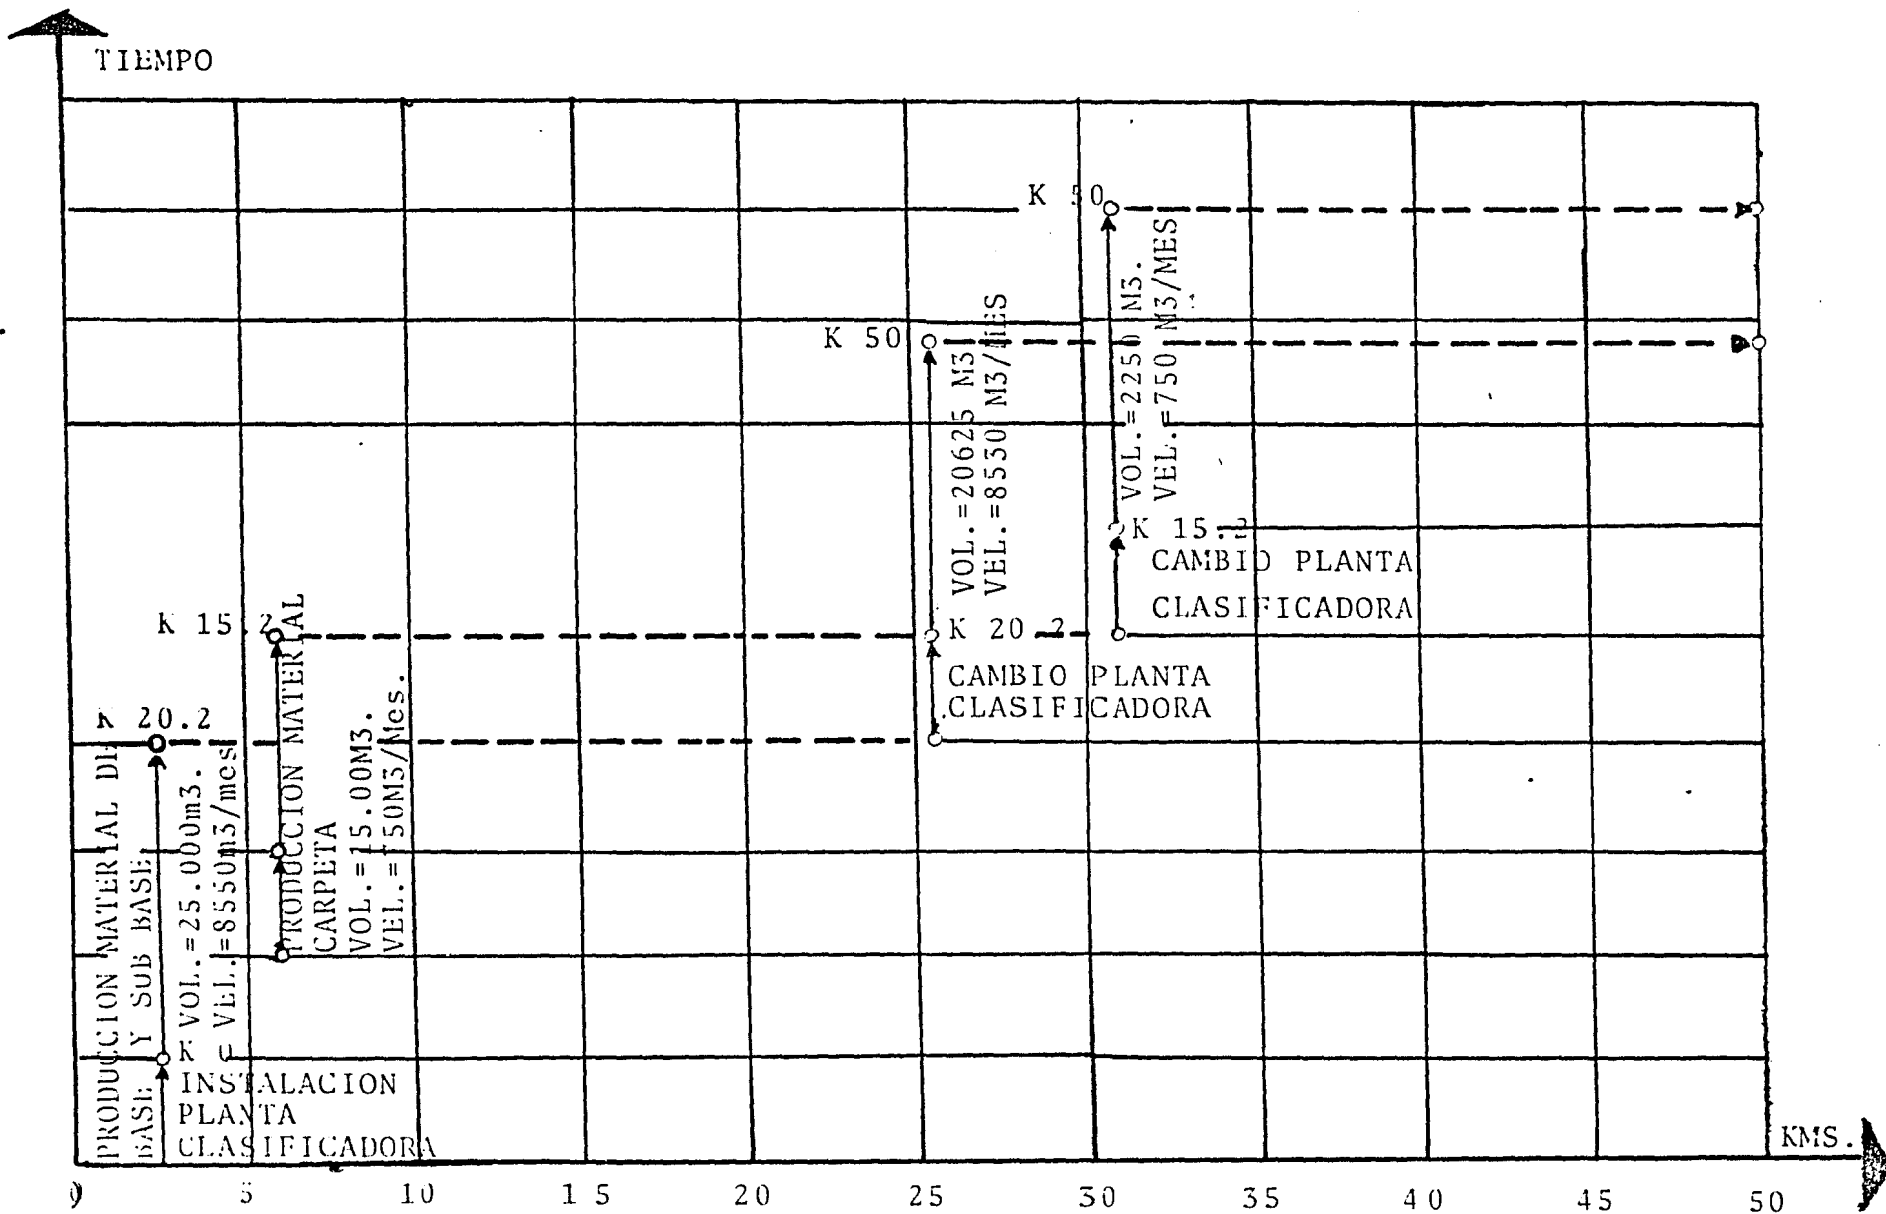 TIEMPO
K 50
VOL.=2250 M3.
VEL.=750 M3/MES
K 50
VOL.=20625 M3
VEL.=8530 M3/MES
K 15.2
CAMBIO PLANTA
CLASIFICADORA
K 15.2
K 20.2
CAMBIO PLANTA
CLASIFICADORA
K 20.2
PRODUCCION MATERIAL DE
BASE Y SUB BASE
VOL.=25.000m3.
VEL.=8550m3/mes
PRODUCCION MATERIAL
CARPETA
VOL.=15.00M3.
VEL.=750M3/Mes.
K 0
INSTALACION
PLANTA
CLASIFICADORA
KMS.
0 5 10 15 20 25 30 35 40 45 50